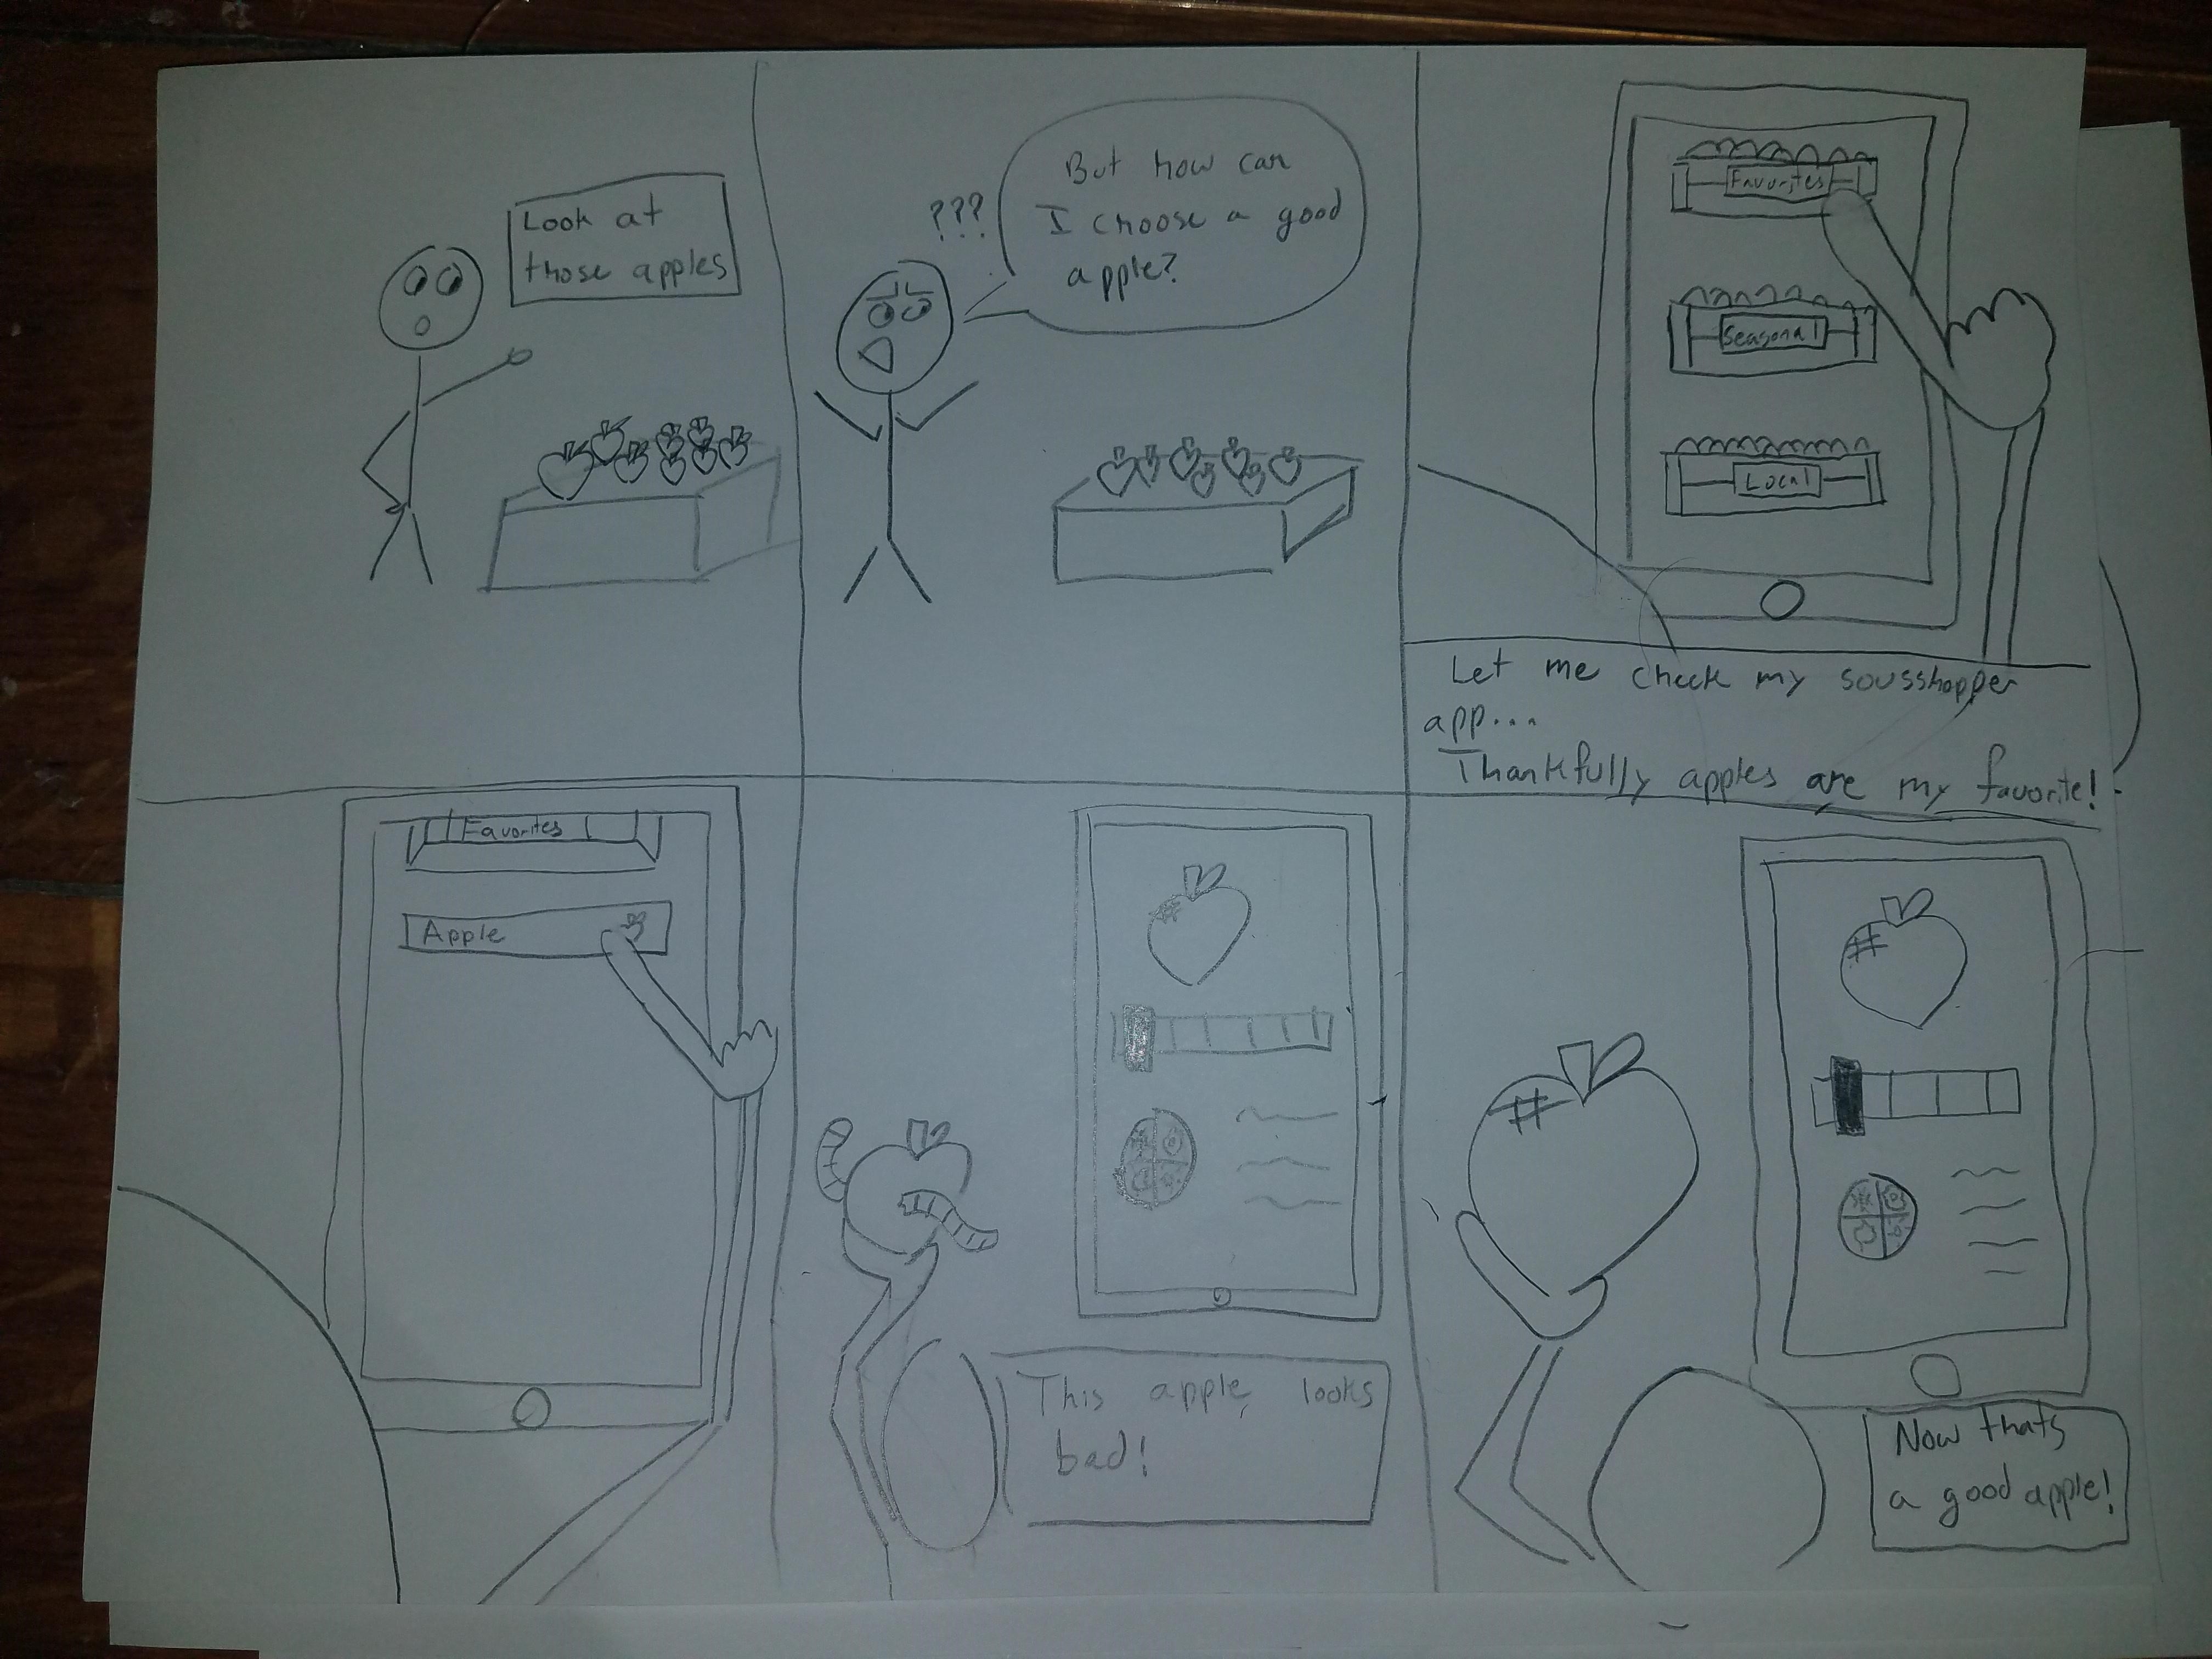 Look at
those apples
???
But how can
I choose a good
apple?
Favorites
Seasonal
Local
Let me check my sousshopper
app...
Thankfully apples are my favorite!
Favorites
Apple
This apple looks
bad!
Now thats
a good apple!